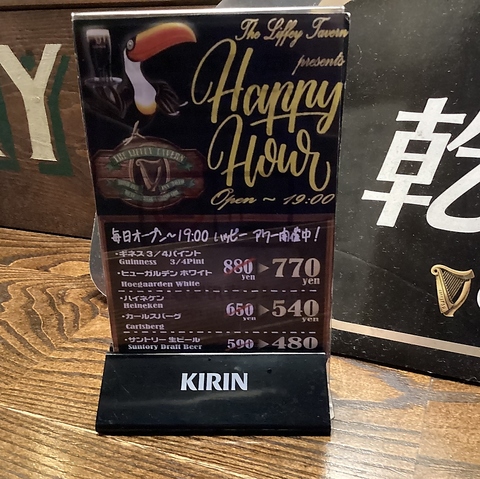 The Liffey Tavern
presents
Happy
Hour
Open ~ 19:00
THE LIFFEY TAVERN
毎日オープン〜19:00 ハッピーアワー開催中!
・ギネス3/4パイント
Guinness 3/4Pint
・ヒューガルデン ホワイト
Hoegaarden White
880 yen ▶ 770 yen
・ハイネケン
Heineken
・カールスバーグ
Carlsberg
650 yen ▶ 540 yen
・サントリー生ビール
Suntory Draft Beer
590 ▶ 480
KIRIN
乾
Y